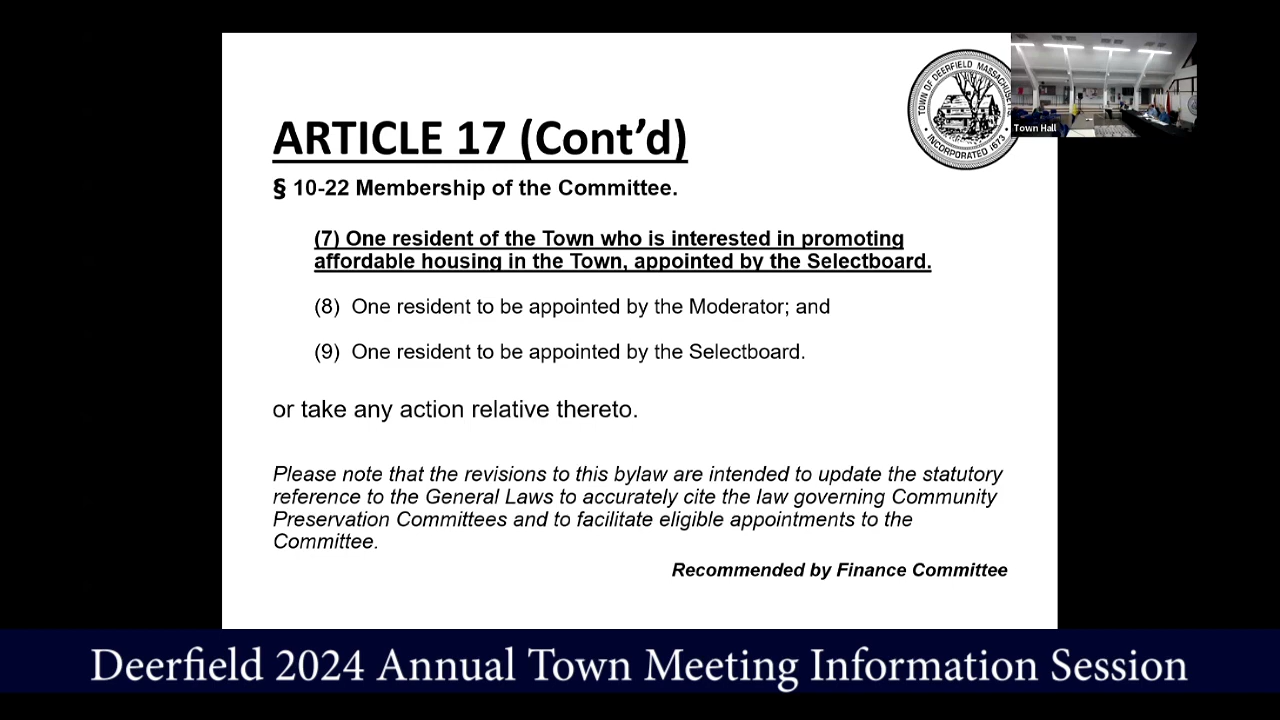 TOWN OF DEERFIELD MASSACHUS
INCORPORATED 1673
Town Hall
ARTICLE 17 (Cont’d)
§ 10-22 Membership of the Committee.
(7) One resident of the Town who is interested in promoting
affordable housing in the Town, appointed by the Selectboard.
(8) One resident to be appointed by the Moderator; and
(9) One resident to be appointed by the Selectboard.
or take any action relative thereto.
Please note that the revisions to this bylaw are intended to update the statutory
reference to the General Laws to accurately cite the law governing Community
Preservation Committees and to facilitate eligible appointments to the
Committee.
Recommended by Finance Committee
Deerfield 2024 Annual Town Meeting Information Session